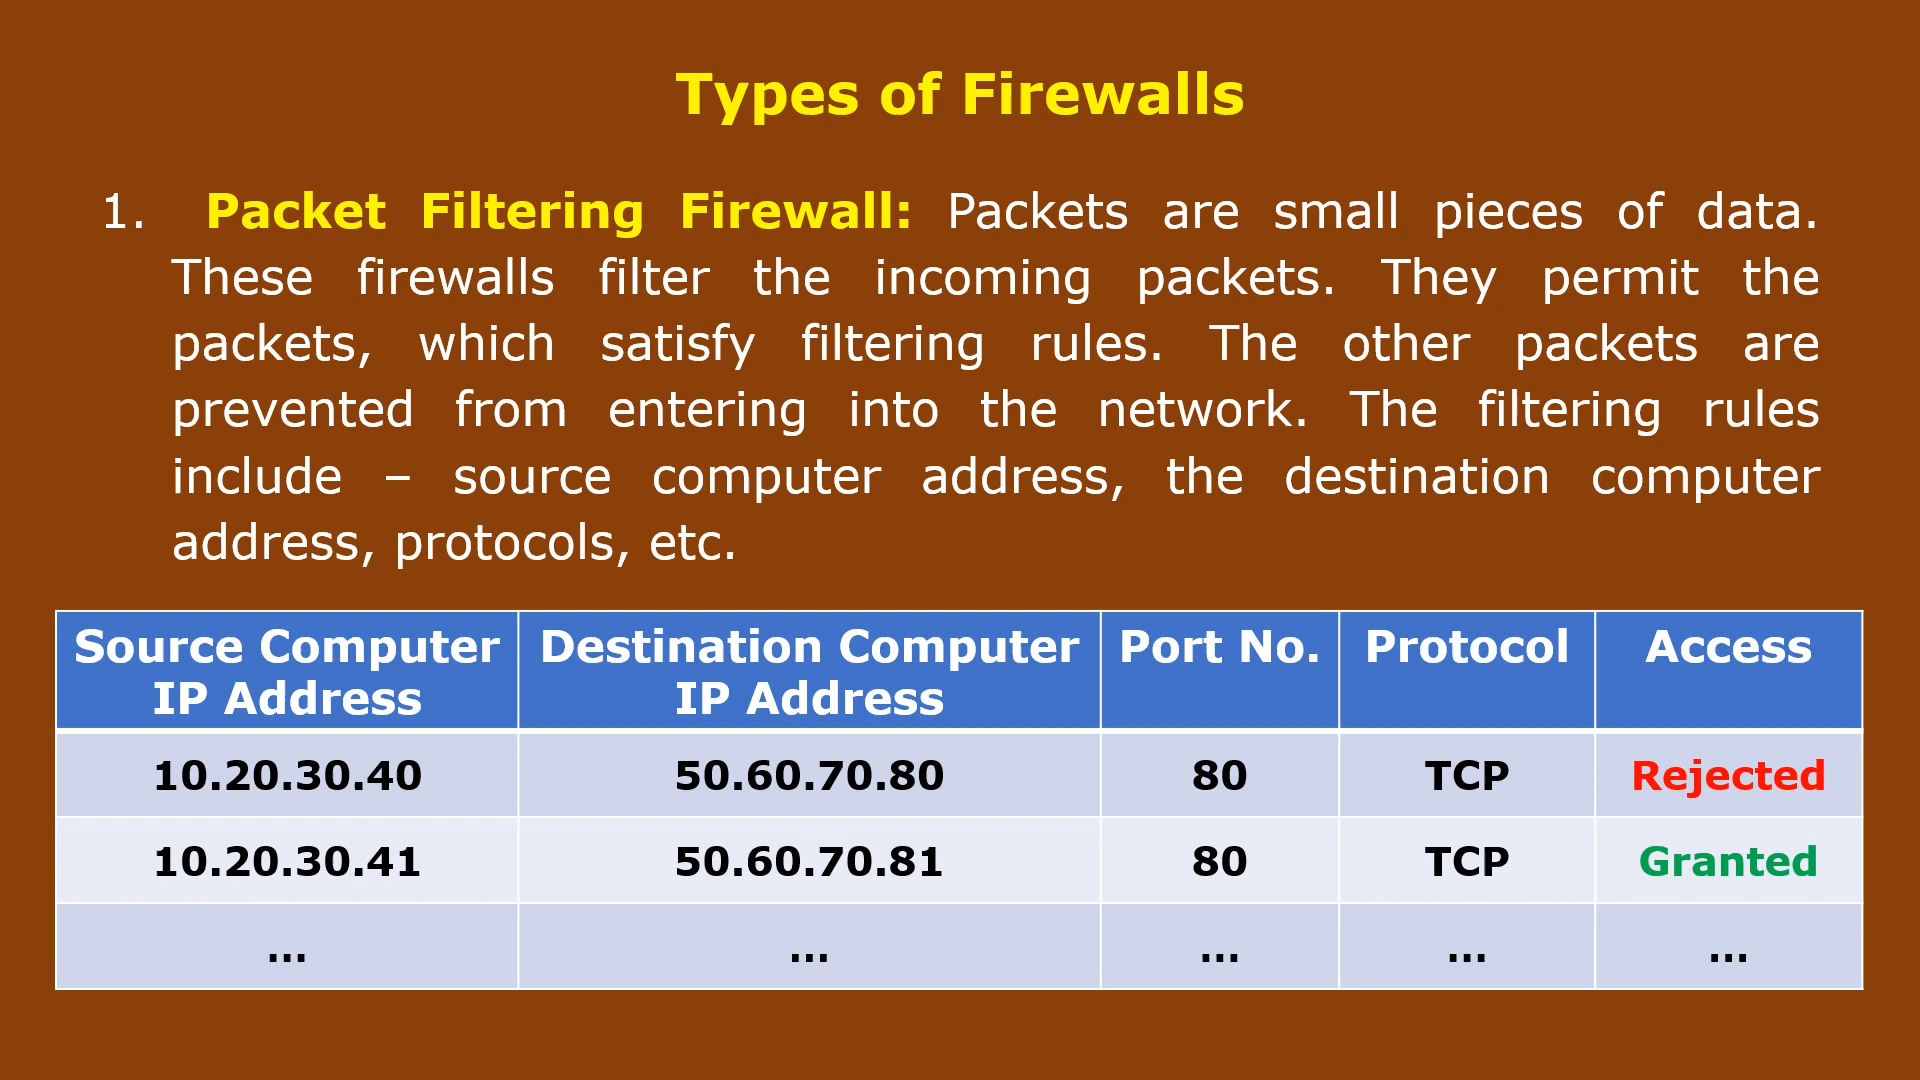 Types of Firewalls
1. Packet Filtering Firewall: Packets are small pieces of data.
These firewalls filter the incoming packets. They permit the
packets, which satisfy filtering rules. The other packets are
prevented from entering into the network. The filtering rules
include – source computer address, the destination computer
address, protocols, etc.
Source Computer IP Address Destination Computer IP Address Port No. Protocol Access
10.20.30.40 50.60.70.80 80 TCP Rejected
10.20.30.41 50.60.70.81 80 TCP Granted
... ... ... ... ...